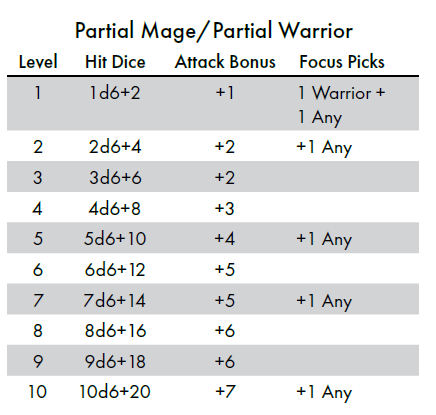 Partial Mage/Partial Warrior
Level Hit Dice Attack Bonus Focus Picks
1 1d6+2 +1 1 Warrior +
1 Any
2 2d6+4 +2 +1 Any
3 3d6+6 +2
4 4d6+8 +3
5 5d6+10 +4 +1 Any
6 6d6+12 +5
7 7d6+14 +5 +1 Any
8 8d6+16 +6
9 9d6+18 +6
10 10d6+20 +7 +1 Any